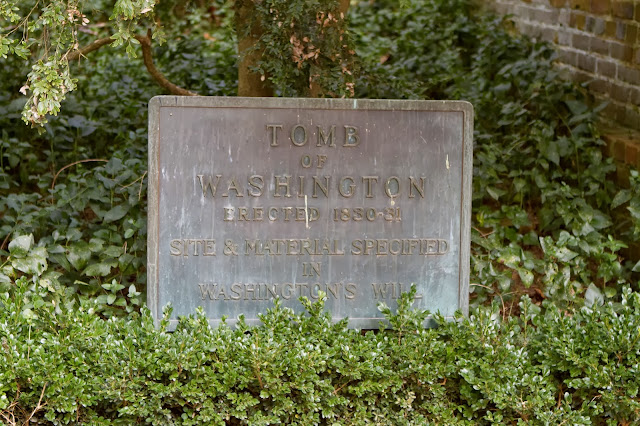 TOMB
OF
WASHINGTON
ERECTED 1830-31
SITE & MATERIAL SPECIFIED
IN
WASHINGTON'S WILL